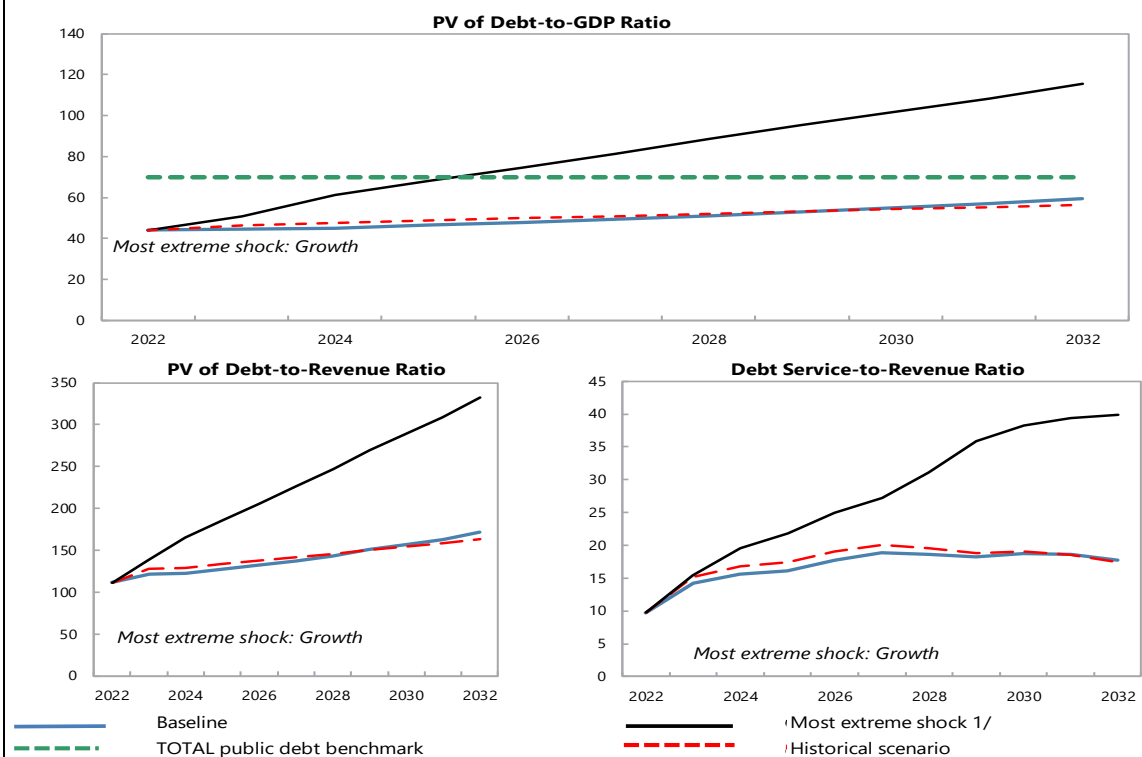 PV of Debt-to-GDP Ratio
140
120
100
80
60
40
20
0
Most extreme shock: Growth
2022 2024 2026 2028 2030 2032
PV of Debt-to-Revenue Ratio
350
300
250
200
150
100
50
0
Most extreme shock: Growth
2022 2024 2026 2028 2030 2032
Debt Service-to-Revenue Ratio
45
40
35
30
25
20
15
10
5
0
Most extreme shock: Growth
2022 2024 2026 2028 2030 2032
Baseline
Most extreme shock 1/
TOTAL public debt benchmark
Historical scenario